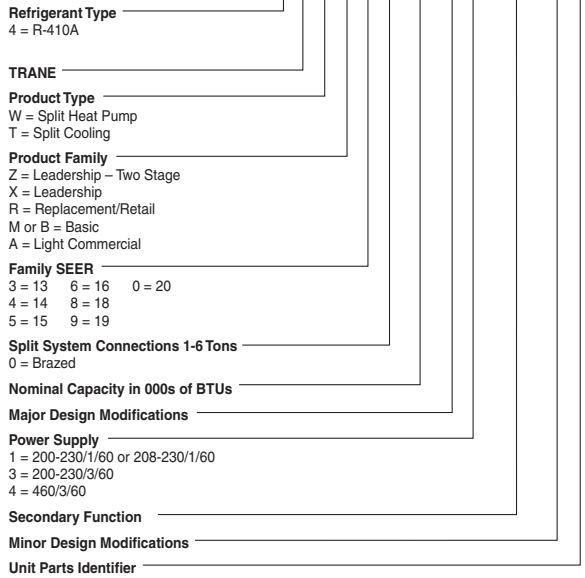 Refrigerant Type
4 = R-410A
TRANE
Product Type
W = Split Heat Pump
T = Split Cooling
Product Family
Z = Leadership – Two Stage
X = Leadership
R = Replacement/Retail
M or B = Basic
A = Light Commercial
Family SEER
3 = 13 6 = 16 0 = 20
4 = 14 8 = 18
5 = 15 9 = 19
Split System Connections 1-6 Tons
0 = Brazed
Nominal Capacity in 000s of BTUs
Major Design Modifications
Power Supply
1 = 200-230/1/60 or 208-230/1/60
3 = 200-230/3/60
4 = 460/3/60
Secondary Function
Minor Design Modifications
Unit Parts Identifier